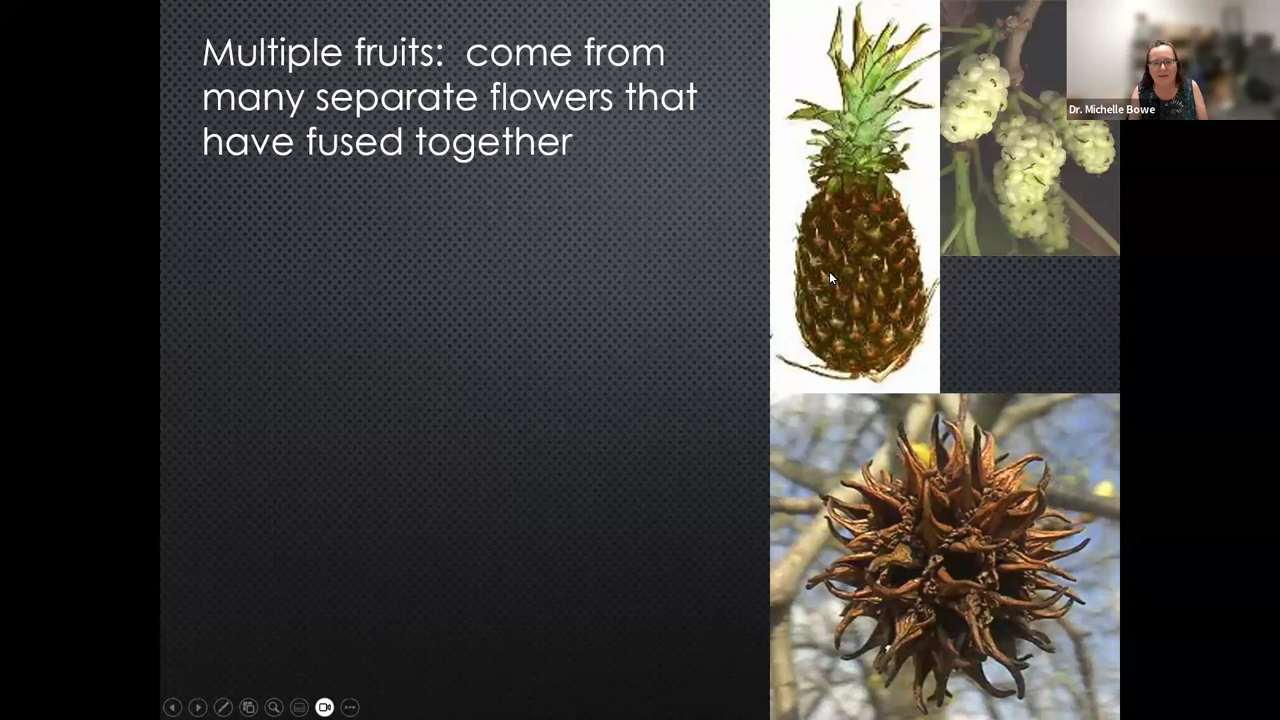 Multiple fruits:  come from
many separate flowers that
have fused together
Dr. Michelle Bowe